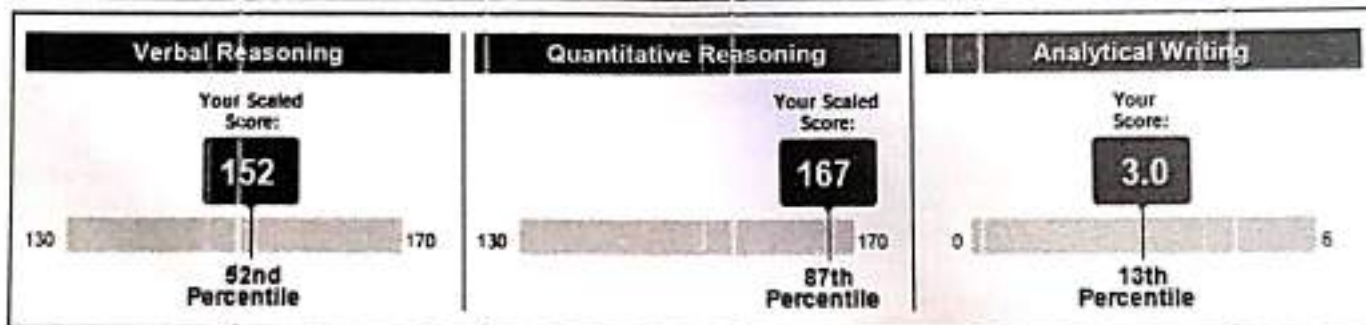 Verbal Reasoning
Your Scaled
Score:
152
130
170
52nd
Percentile
Quantitative Reasoning
Your Scaled
Score:
167
130
170
87th
Percentile
Analytical Writing
Your
Score:
3.0
0
6
13th
Percentile